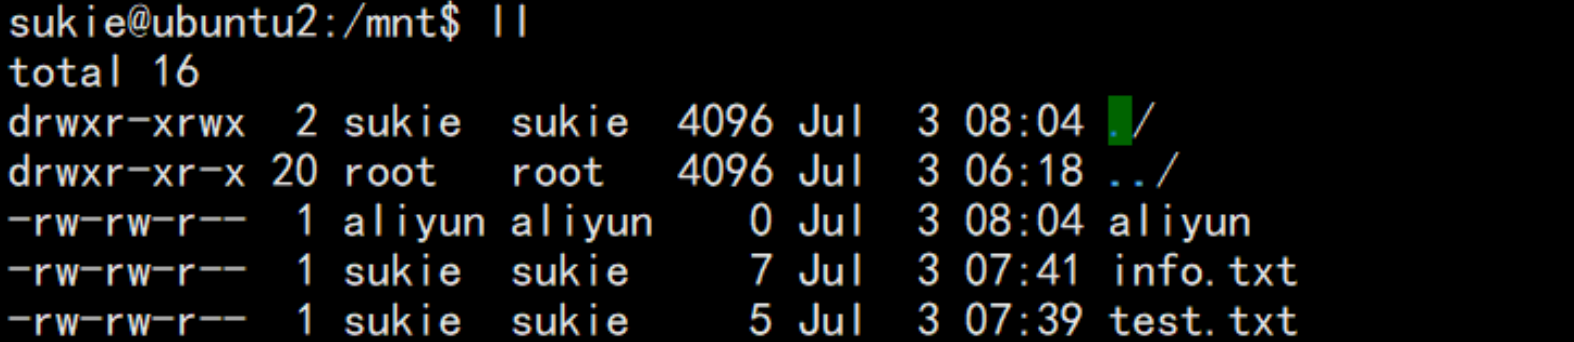 sukie@ubuntu2:/mnt$ ll
total 16
drwxr-xrwx  2 sukie  sukie  4096 Jul  3 08:04 ./
drwxr-xr-x 20 root   root   4096 Jul  3 06:18 ../
-rw-rw-r--  1 aliyun aliyun    0 Jul  3 08:04 aliyun
-rw-rw-r--  1 sukie  sukie     7 Jul  3 07:41 info.txt
-rw-rw-r--  1 sukie  sukie     5 Jul  3 07:39 test.txt